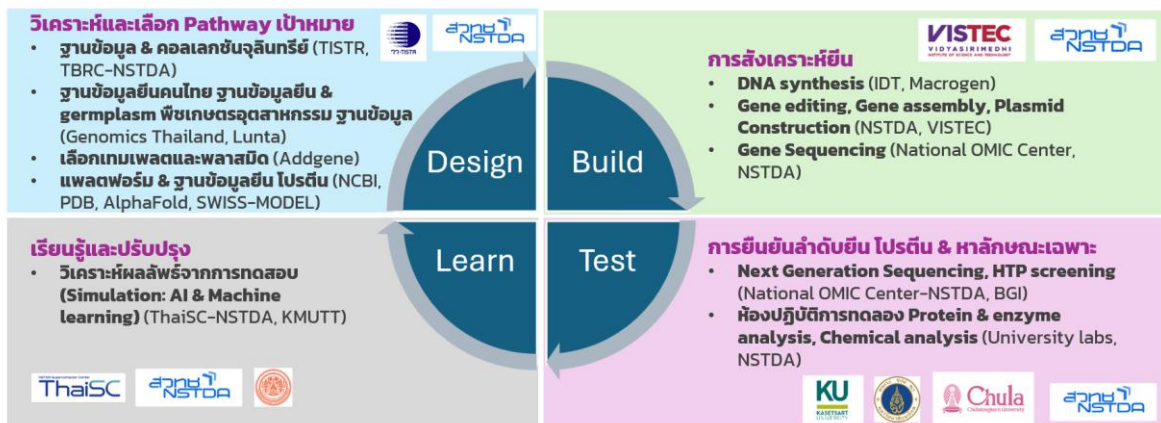 วิเคราะห์และเลือก Pathway เป้าหมาย
• ฐานข้อมูล & คอลเลกชันจุลินทรีย์ (TISTR,
TBRC-NSTDA)
• ฐานข้อมูลยีนคนไทย ฐานข้อมูลยีน &
germplasm พืชเกษตรอุตสาหกรรม ฐานข้อมูล
(Genomics Thailand, Lunta)
• เลือกเทมเพลตและพลาสมิด (Addgene)
• แพลตฟอร์ม & ฐานข้อมูลยีน โปรตีน (NCBI,
PDB, AlphaFold, SWISS-MODEL)
วว-TISTR
สวทช
NSTDA
Design
Build
VISTEC
VIDYASIRIMEDHI
INSTITUTE OF SCIENCE AND TECHNOLOGY
สวทช
NSTDA
การสังเคราะห์ยีน
• DNA synthesis (IDT, Macrogen)
• Gene editing, Gene assembly, Plasmid
Construction (NSTDA, VISTEC)
• Gene Sequencing (National OMIC Center,
NSTDA)
เรียนรู้และปรับปรุง
• วิเคราะห์ผลลัพธ์จากการทดสอบ
(Simulation: AI & Machine
learning) (ThaiSC-NSTDA, KMUTT)
Learn
Test
ThaiSC
สวทช
NSTDA
การยืนยันลำดับยีน โปรตีน & หาลักษณะเฉพาะ
• Next Generation Sequencing, HTP screening
(National OMIC Center-NSTDA, BGI)
• ห้องปฏิบัติการทดลอง Protein & enzyme
analysis, Chemical analysis (University labs,
NSTDA)
KU
KASETSART
UNIVERSITY
Chula
Chulalongkorn University
สวทช
NSTDA